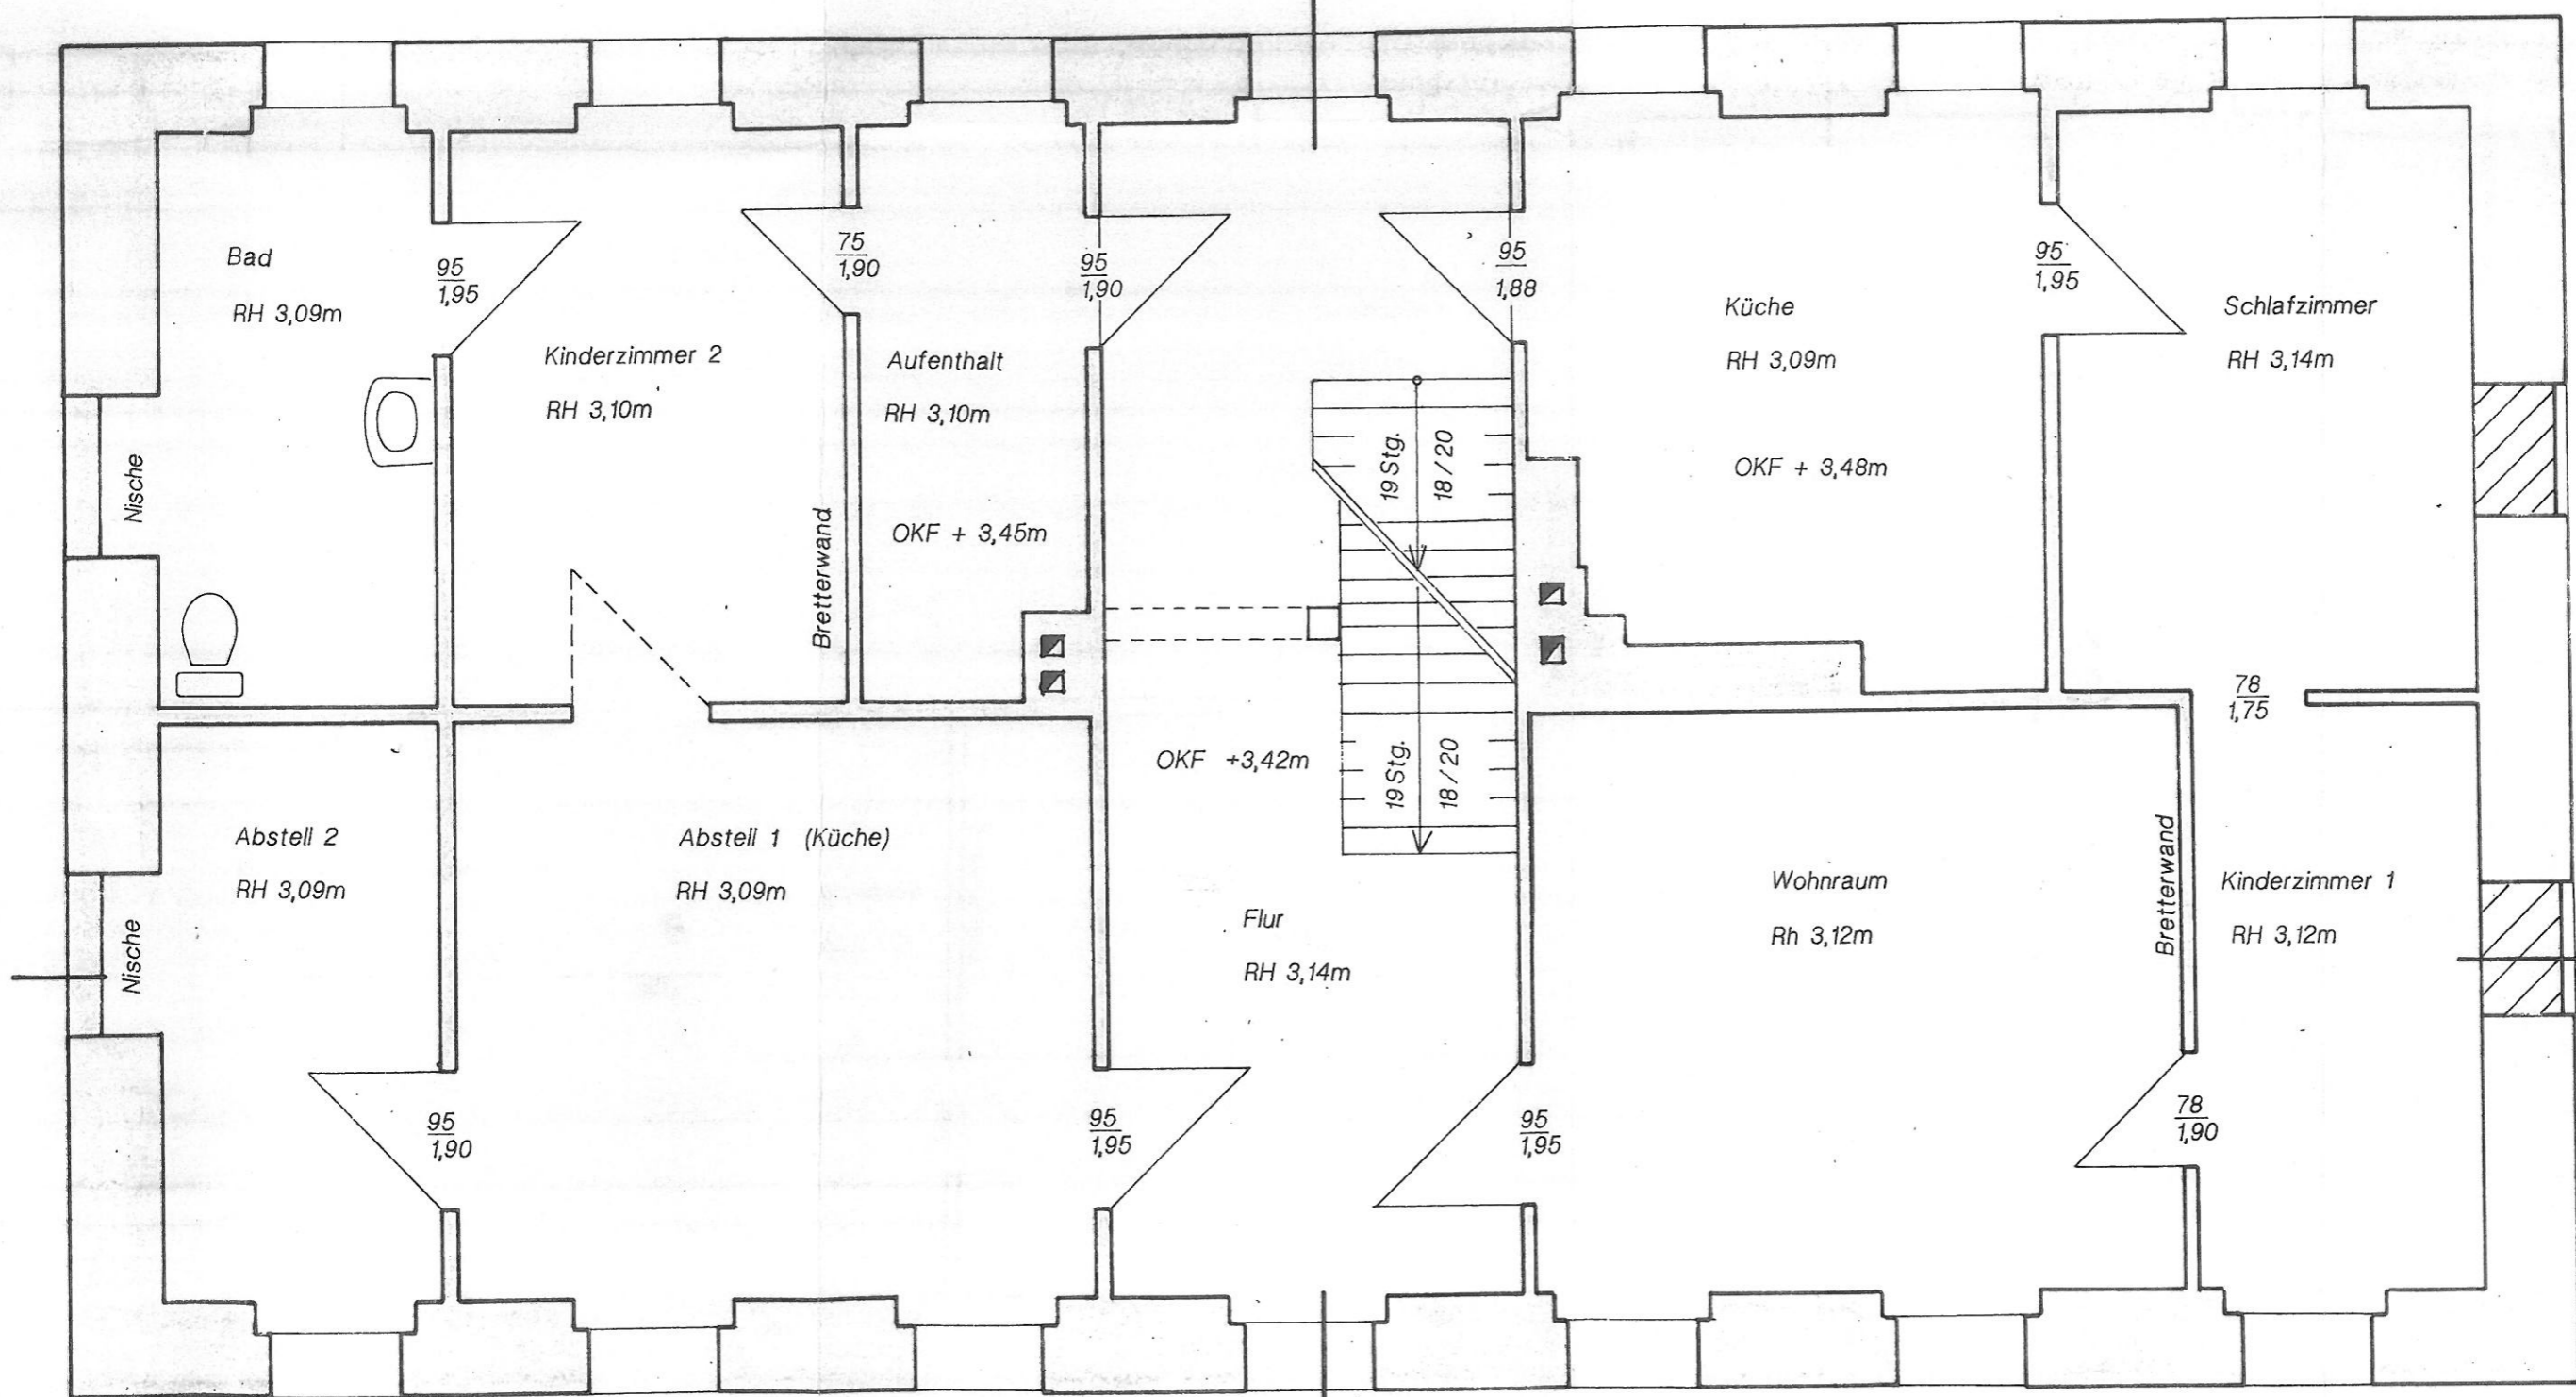 Bad
RH 3,09m
95
1,95
Kinderzimmer 2
RH 3,10m
75
1,90
Aufenthalt
RH 3,10m
OKF + 3,45m
Bretterwand
95
1,90
95
1,88
Küche
RH 3,09m
OKF + 3,48m
95
1,95
Schlafzimmer
RH 3,14m
Nische
19 Stg.
18 / 20
78
1,75
OKF +3,42m
19 Stg.
18 / 20
Abstell 2
RH 3,09m
Nische
Abstell 1 (Küche)
RH 3,09m
Flur
RH 3,14m
Wohnraum
Rh 3,12m
Bretterwand
Kinderzimmer 1
RH 3,12m
95
1,90
95
1,95
95
1,95
78
1,90